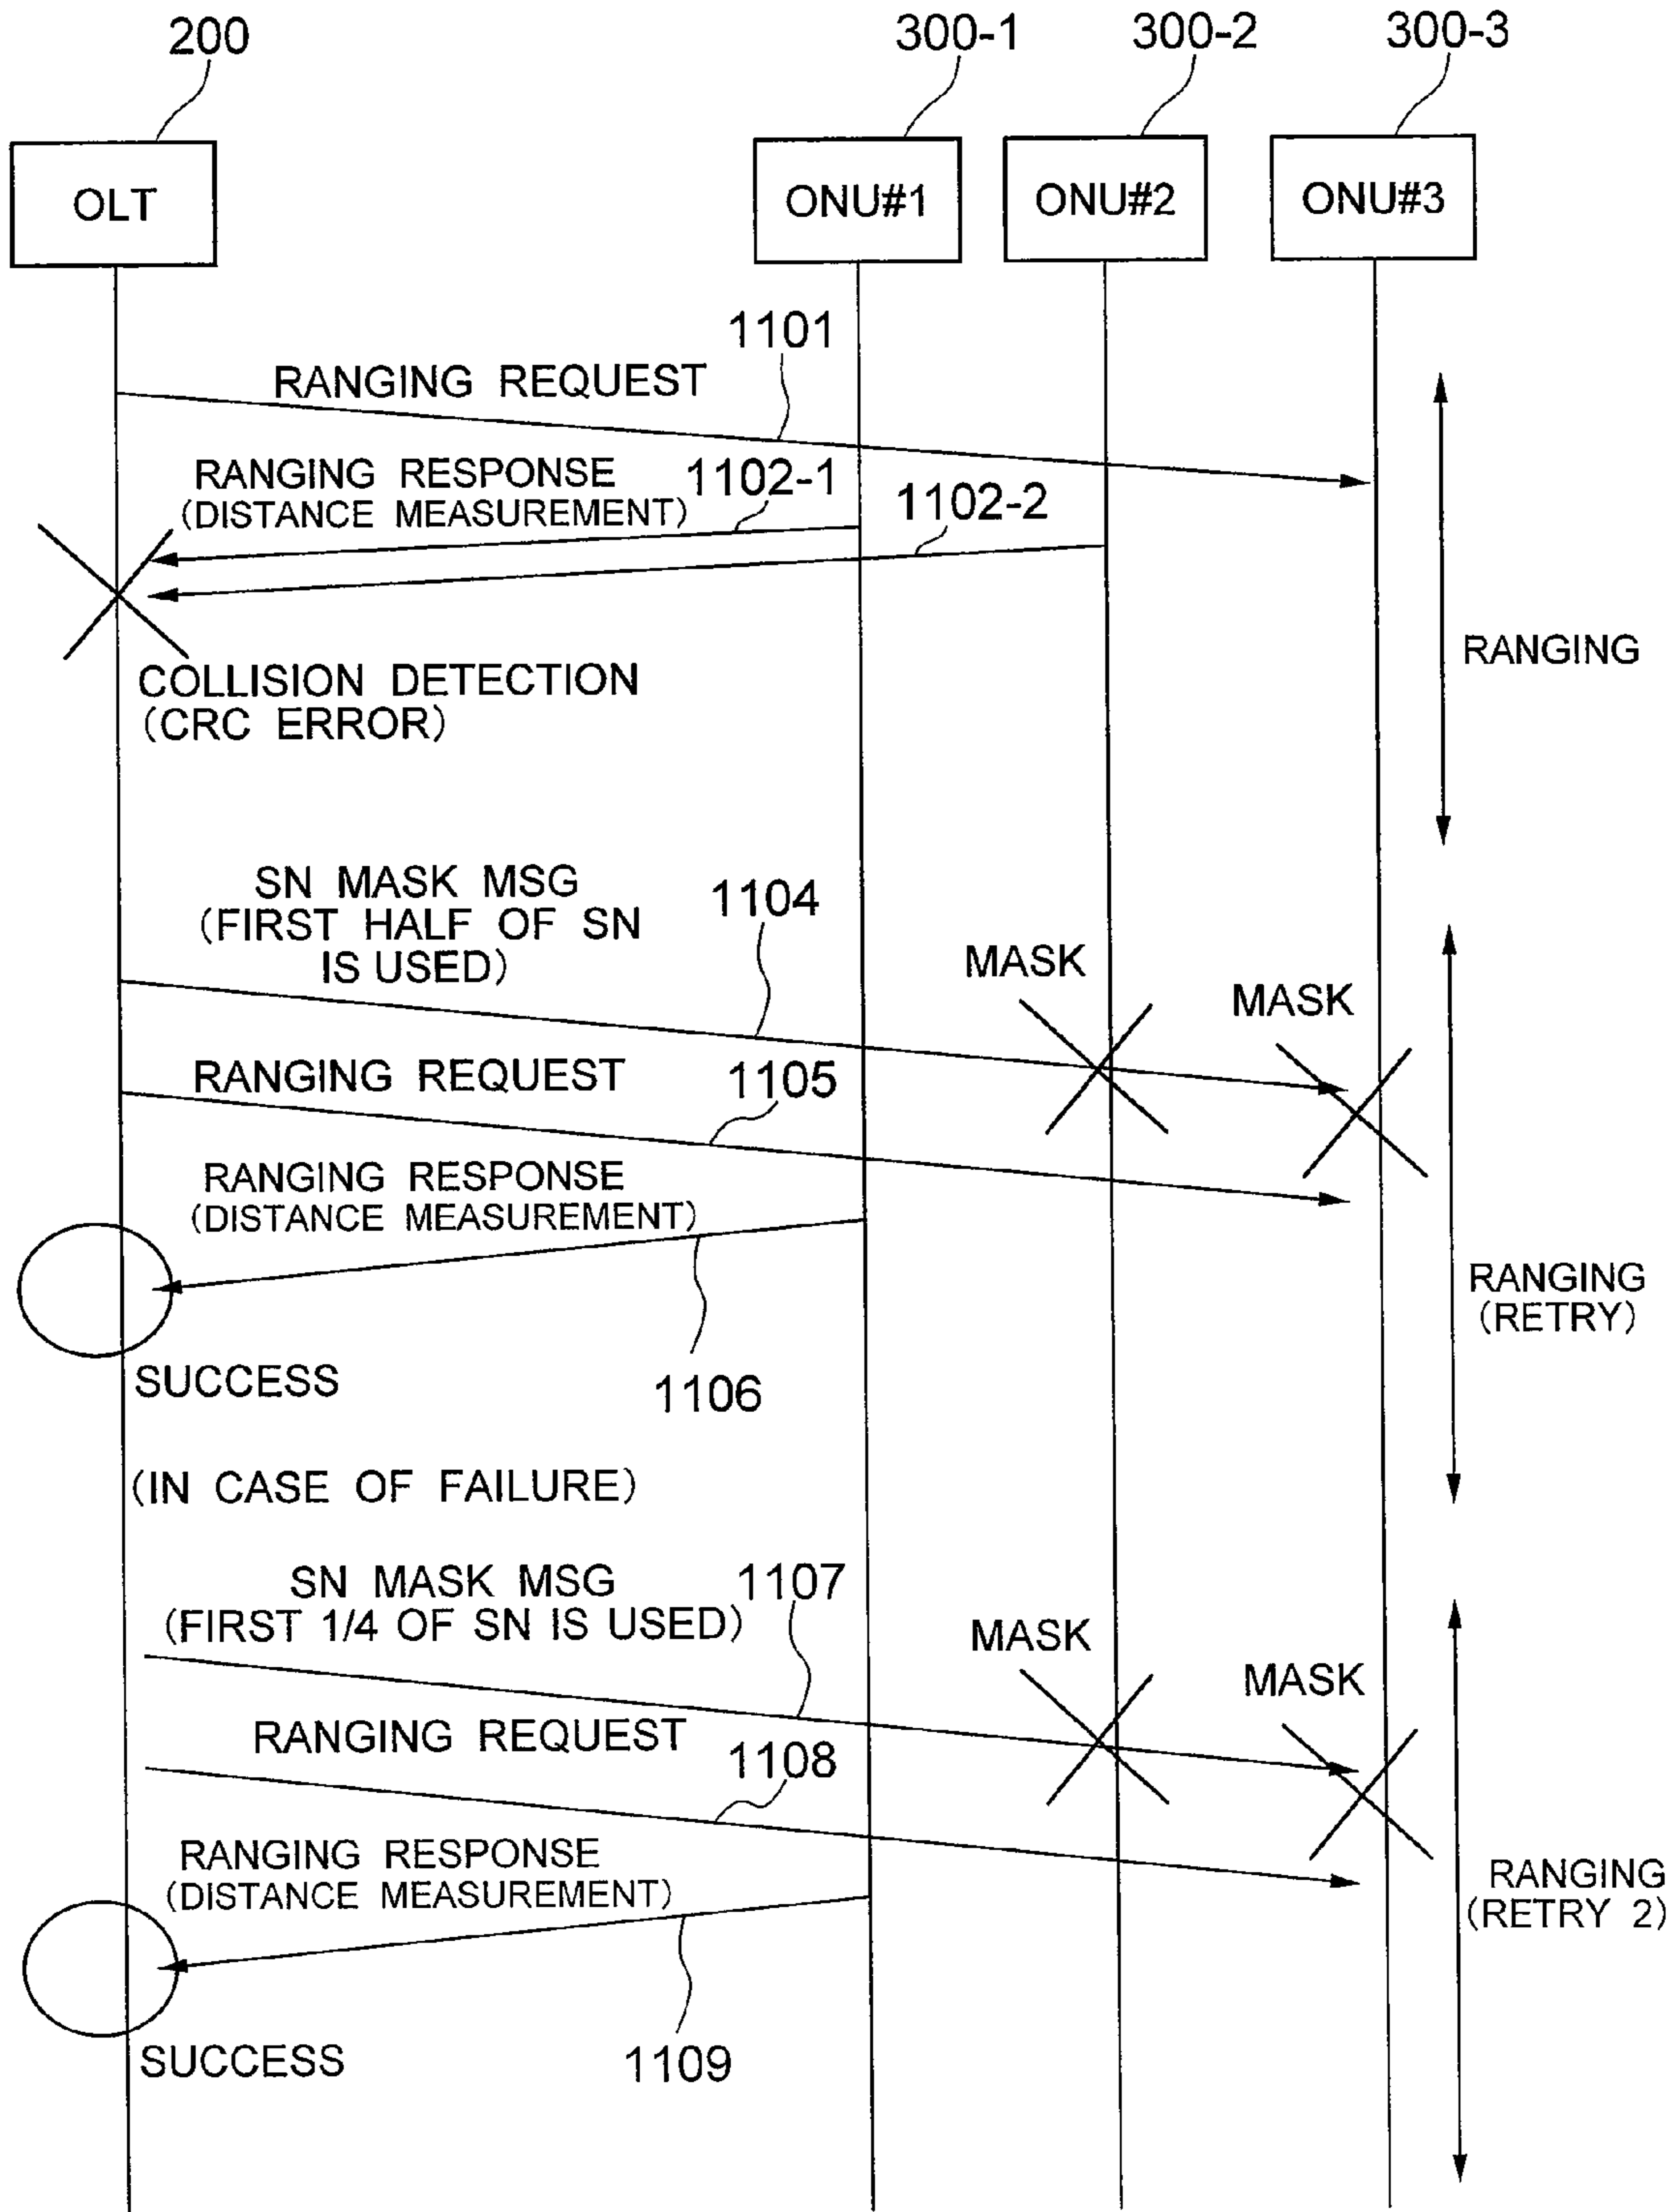 200
300-1
300-2
300-3
OLT
ONU#1
ONU#2
ONU#3
1101
RANGING REQUEST
RANGING RESPONSE
(DISTANCE MEASUREMENT)
1102-1
1102-2
COLLISION DETECTION
(CRC ERROR)
RANGING
SN MASK MSG
(FIRST HALF OF SN
IS USED)
1104
MASK
MASK
RANGING REQUEST
1105
RANGING RESPONSE
(DISTANCE MEASUREMENT)
RANGING
(RETRY)
SUCCESS
1106
(IN CASE OF FAILURE)
SN MASK MSG
(FIRST 1/4 OF SN IS USED)
1107
MASK
MASK
RANGING REQUEST
1108
RANGING RESPONSE
(DISTANCE MEASUREMENT)
RANGING
(RETRY 2)
SUCCESS
1109